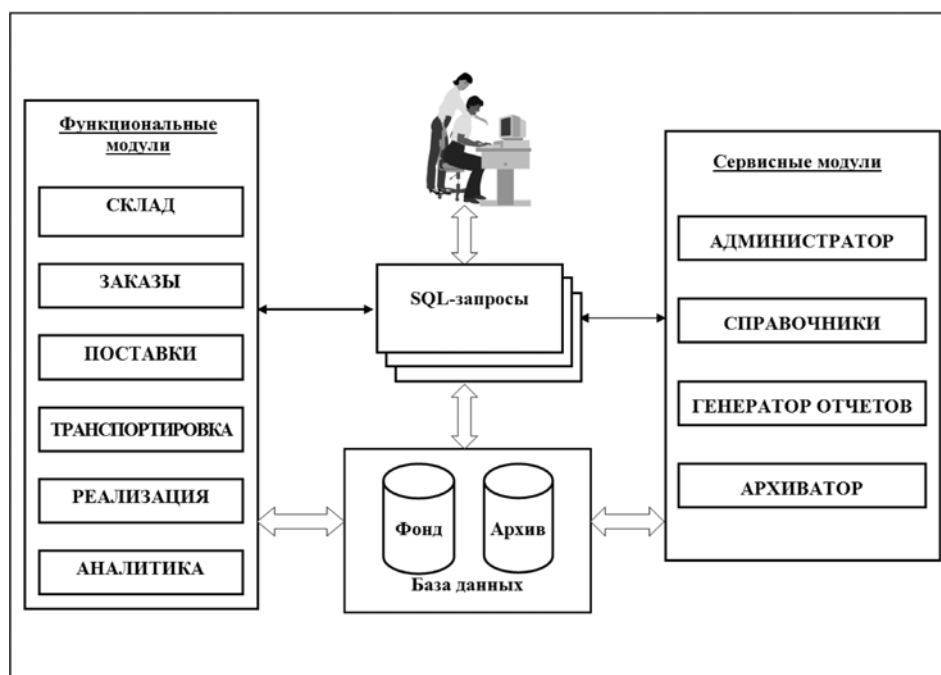 Функциональные
модули
СКЛАД
ЗАКАЗЫ
ПОСТАВКИ
ТРАНСПОРТИРОВКА
РЕАЛИЗАЦИЯ
АНАЛИТИКА
SQL-запросы
Фонд
Архив
База данных
Сервисные модули
АДМИНИСТРАТОР
СПРАВОЧНИКИ
ГЕНЕРАТОР ОТЧЕТОВ
АРХИВАТОР